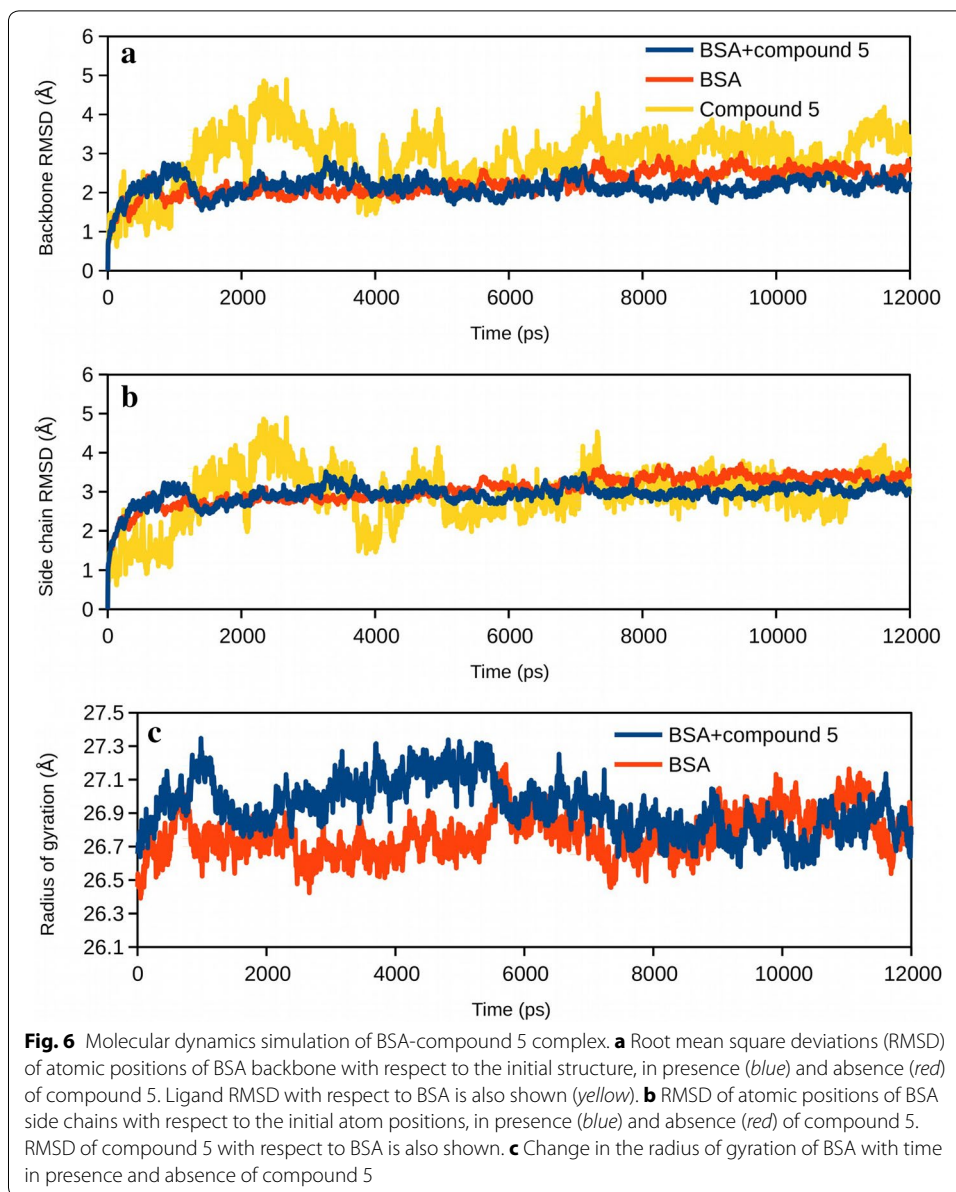 a
BSA+compound 5
BSA
Compound 5
Backbone RMSD (Å)
6
5
4
3
2
1
0
0 2000 4000 6000 8000 10000 12000
Time (ps)
b
Side chain RMSD (Å)
6
5
4
3
2
1
0
0 2000 4000 6000 8000 10000 12000
Time (ps)
c
BSA+compound 5
BSA
Radius of gyration (Å)
27.5
27.3
27.1
26.9
26.7
26.5
26.3
26.1
0 2000 4000 6000 8000 10000 12000
Time (ps)
Fig. 6 Molecular dynamics simulation of BSA-compound 5 complex. a Root mean square deviations (RMSD)
of atomic positions of BSA backbone with respect to the initial structure, in presence (blue) and absence (red)
of compound 5. Ligand RMSD with respect to BSA is also shown (yellow). b RMSD of atomic positions of BSA
side chains with respect to the initial atom positions, in presence (blue) and absence (red) of compound 5.
RMSD of compound 5 with respect to BSA is also shown. c Change in the radius of gyration of BSA with time
in presence and absence of compound 5